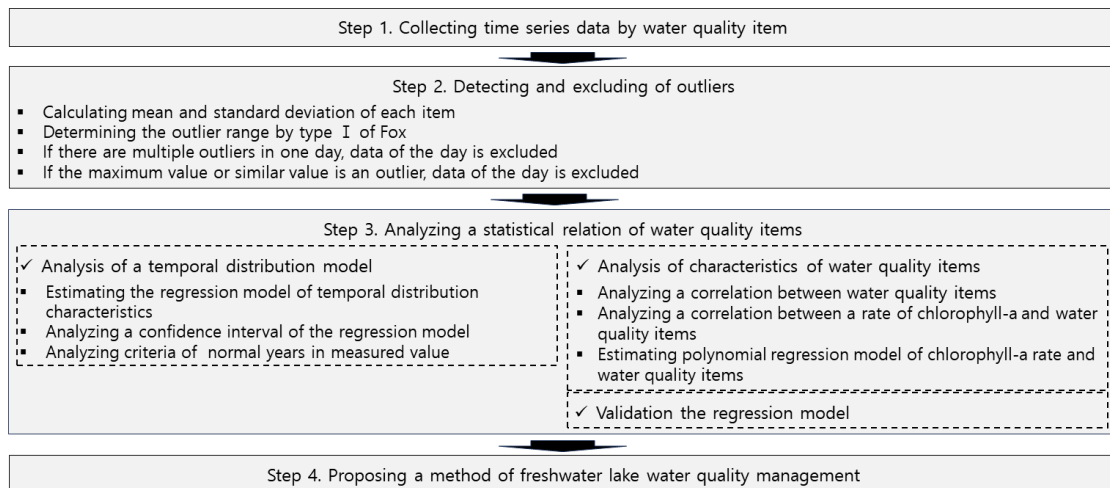 Step 1. Collecting time series data by water quality item
Step 2. Detecting and excluding of outliers
▪ Calculating mean and standard deviation of each item
▪ Determining the outlier range by type Ⅰ of Fox
▪ If there are multiple outliers in one day, data of the day is excluded
▪ If the maximum value or similar value is an outlier, data of the day is excluded
Step 3. Analyzing a statistical relation of water quality items
✓ Analysis of a temporal distribution model
▪ Estimating the regression model of temporal distribution
characteristics
▪ Analyzing a confidence interval of the regression model
▪ Analyzing criteria of normal years in measured value
✓ Analysis of characteristics of water quality items
▪ Analyzing a correlation between water quality items
▪ Analyzing a correlation between a rate of chlorophyll-a and water
quality items
▪ Estimating polynomial regression model of chlorophyll-a rate and
water quality items
✓ Validation the regression model
Step 4. Proposing a method of freshwater lake water quality management